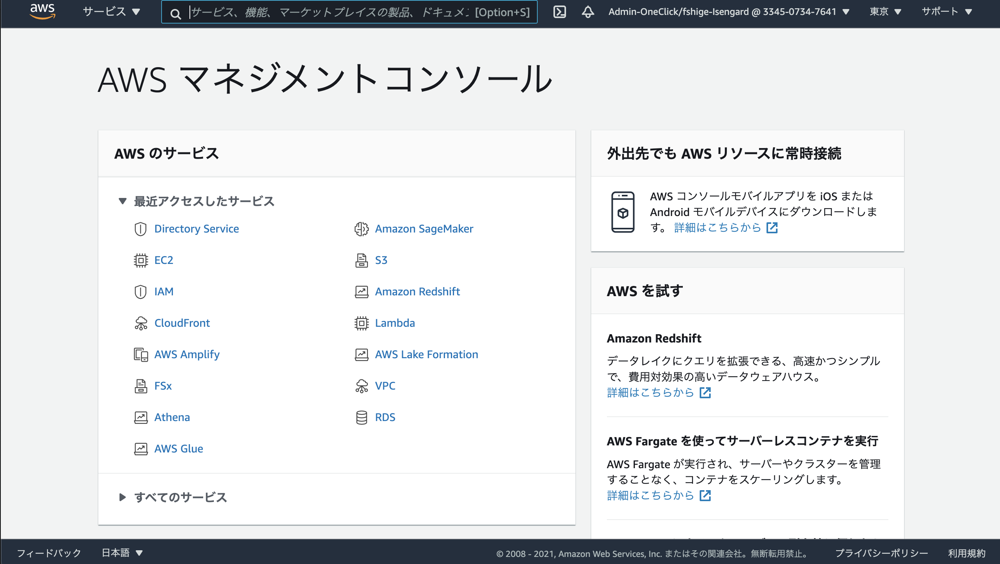 aws
サービス
サービス、機能、マーケットプレイスの製品、ドキュメン
[Option+S]
Admin-OneClick/fshige-Isengard @ 3345-0734-7641
東京
サポート
AWS マネジメントコンソール
AWS のサービス
最近アクセスしたサービス
Directory Service
Amazon SageMaker
EC2
S3
IAM
Amazon Redshift
CloudFront
Lambda
AWS Amplify
AWS Lake Formation
FSx
VPC
Athena
RDS
AWS Glue
すべてのサービス
外出先でも AWS リソースに常時接続
AWS コンソールモバイルアプリを iOS または
Android モバイルデバイスにダウンロードしま
す。 詳細はこちらから
AWS を試す
Amazon Redshift
データレイクにクエリを拡張できる、高速かつシンプル
で、費用対効果の高いデータウェアハウス。
詳細はこちらから
AWS Fargate を使ってサーバーレスコンテナを実行
AWS Fargate が実行され、サーバーやクラスターを管理
することなく、コンテナをスケーリングします。
詳細はこちらから
フィードバック
日本語
© 2008 - 2021, Amazon Web Services, Inc. またはその関連会社。無断転用禁止。
プライバシーポリシー
利用規約